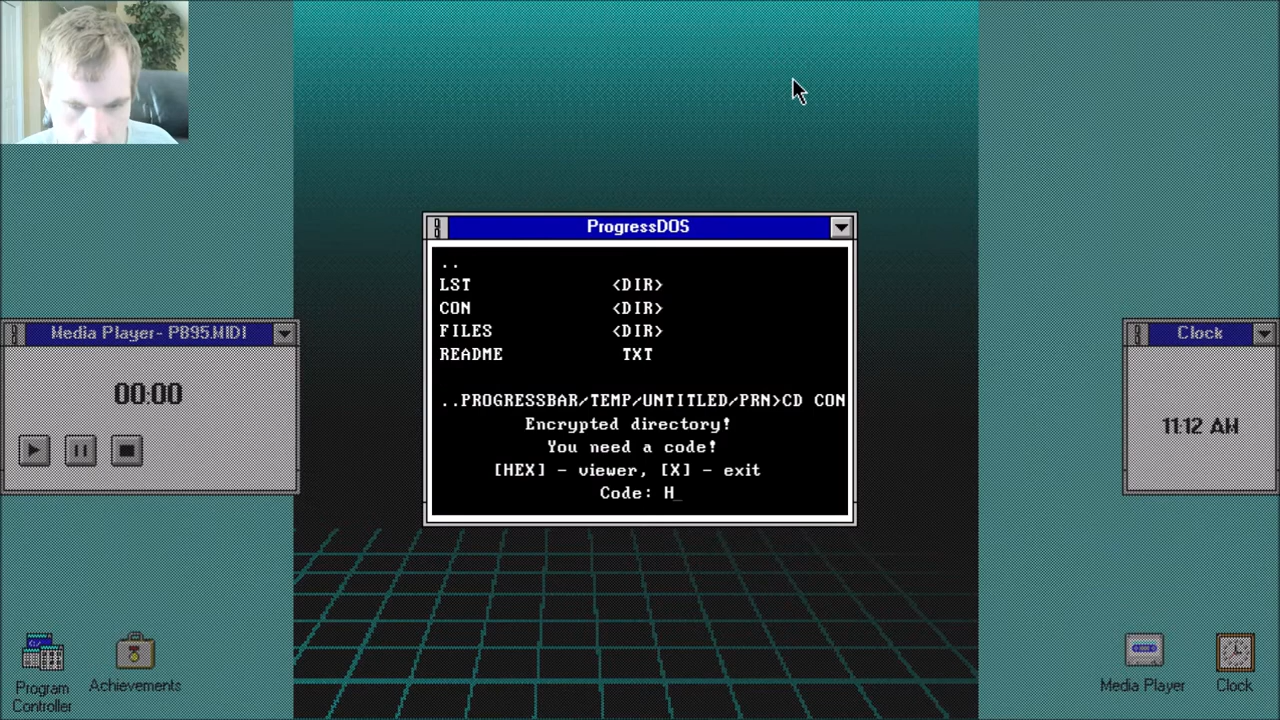 ProgressDOS
..
LST <DIR>
CON <DIR>
FILES <DIR>
README TXT
..PROGRESSBAR/TEMP/UNTITLED/PRN>CD CON
Encrypted directory!
You need a code!
[HEX] - viewer, [X] - exit
Code: H_
Media Player- PB95.MIDI
00:00
Clock
11:12 AM
Program
Controller
Achievements
Media Player
Clock